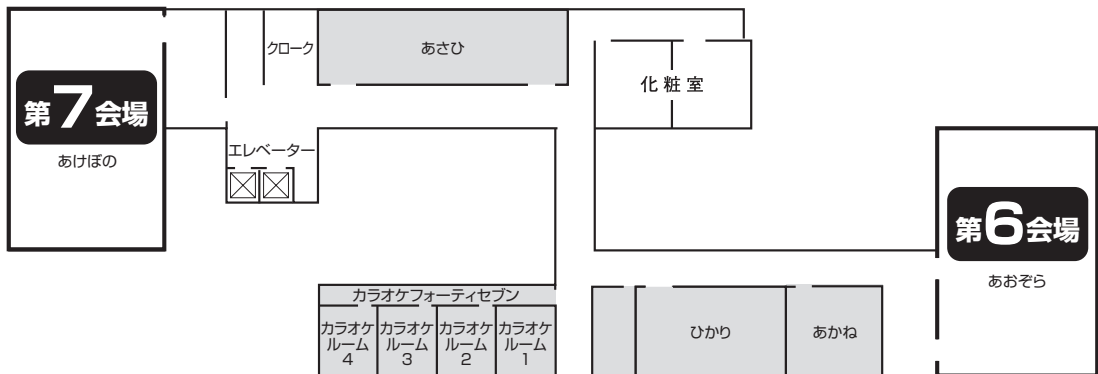 クローク
あさひ
化粧室
第7会場
あけぼの
エレベーター
第6会場
あおぞら
カラオケフォーティセブン
カラオケ
ルーム
4
カラオケ
ルーム
3
カラオケ
ルーム
2
カラオケ
ルーム
1
ひかり
あかね